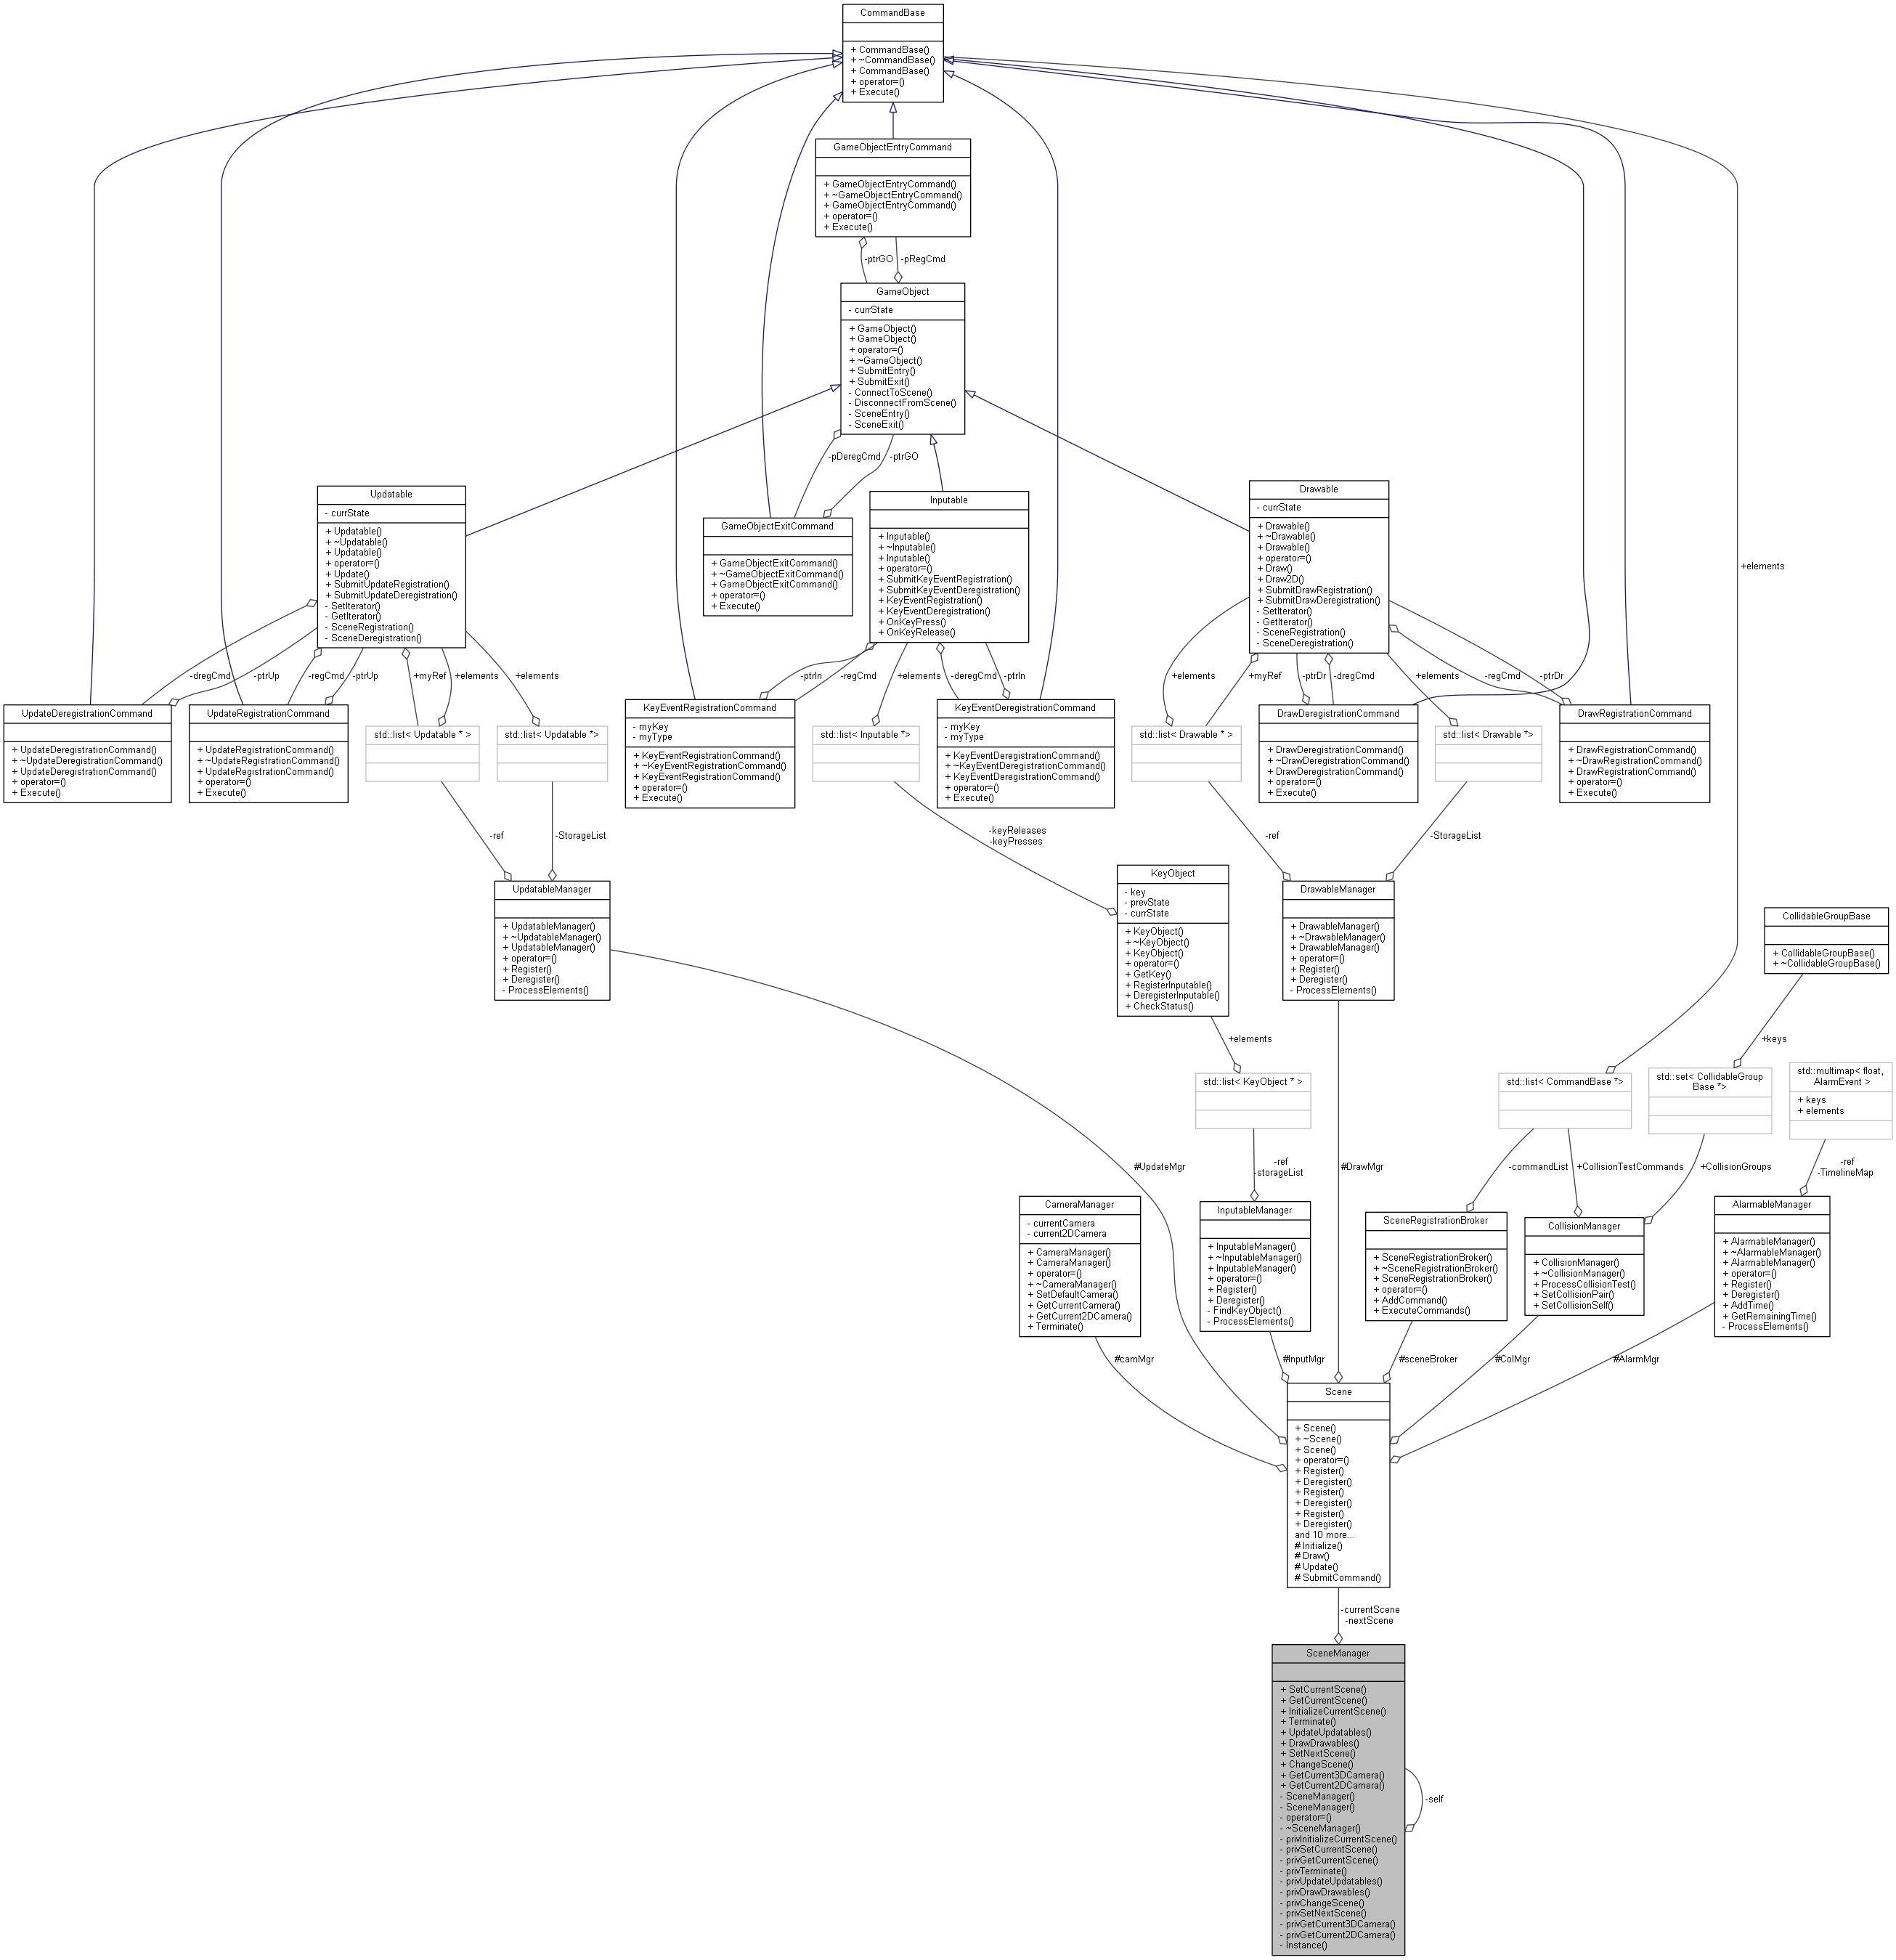 CommandBase
+ CommandBase()
+ ~CommandBase()
+ CommandBase()
+ operator=()
+ Execute()
GameObjectEntryCommand
+ GameObjectEntryCommand()
+ ~GameObjectEntryCommand()
+ GameObjectEntryCommand()
+ operator=()
+ Execute()
-ptrGO
-pRegCmd
GameObject
- currState
+ GameObject()
+ GameObject()
+ operator=()
+ ~GameObject()
+ SubmitEntry()
+ SubmitExit()
- ConnectToScene()
- DisconnectFromScene()
- SceneEntry()
- SceneExit()
-pDeregCmd
-ptrGO
Updatable
- currState
+ Updatable()
+ ~Updatable()
+ Updatable()
+ operator=()
+ Update()
+ SubmitUpdateRegistration()
+ SubmitUpdateDeregistration()
- SetIterator()
- GetIterator()
- SceneRegistration()
- SceneDeregistration()
GameObjectExitCommand
+ GameObjectExitCommand()
+ ~GameObjectExitCommand()
+ GameObjectExitCommand()
+ operator=()
+ Execute()
Inputable
+ Inputable()
+ ~Inputable()
+ Inputable()
+ operator=()
+ SubmitKeyEventRegistration()
+ SubmitKeyEventDeregistration()
+ KeyEventRegistration()
+ KeyEventDeregistration()
+ OnKeyPress()
+ OnKeyRelease()
Drawable
- currState
+ Drawable()
+ ~Drawable()
+ Drawable()
+ operator=()
+ Draw()
+ Draw2D()
+ SubmitDrawRegistration()
+ SubmitDrawDeregistration()
- SetIterator()
- GetIterator()
- SceneRegistration()
- SceneDeregistration()
+elements
-dregCmd
-ptrUp
-regCmd
-ptrUp
+myRef
+elements
+elements
-ptrIn
-regCmd
+elements
-deregCmd
-ptrIn
+elements
+myRef
-ptrDr
-dregCmd
+elements
-regCmd
-ptrDr
UpdateDeregistrationCommand
+ UpdateDeregistrationCommand()
+ ~UpdateDeregistrationCommand()
+ UpdateDeregistrationCommand()
+ operator=()
+ Execute()
UpdateRegistrationCommand
+ UpdateRegistrationCommand()
+ ~UpdateRegistrationCommand()
+ UpdateRegistrationCommand()
+ operator=()
+ Execute()
std::list< Updatable * >
std::list< Updatable *>
KeyEventRegistrationCommand
- myKey
- myType
+ KeyEventRegistrationCommand()
+ ~KeyEventRegistrationCommand()
+ KeyEventRegistrationCommand()
+ operator=()
+ Execute()
std::list< Inputable *>
KeyEventDeregistrationCommand
- myKey
- myType
+ KeyEventDeregistrationCommand()
+ ~KeyEventDeregistrationCommand()
+ KeyEventDeregistrationCommand()
+ operator=()
+ Execute()
std::list< Drawable * >
DrawDeregistrationCommand
+ DrawDeregistrationCommand()
+ ~DrawDeregistrationCommand()
+ DrawDeregistrationCommand()
+ operator=()
+ Execute()
std::list< Drawable *>
DrawRegistrationCommand
+ DrawRegistrationCommand()
+ ~DrawRegistrationCommand()
+ DrawRegistrationCommand()
+ operator=()
+ Execute()
-ref
-StorageList
-keyReleases
-keyPresses
-ref
-StorageList
UpdatableManager
+ UpdatableManager()
+ ~UpdatableManager()
+ UpdatableManager()
+ operator=()
+ Register()
+ Deregister()
- ProcessElements()
KeyObject
- key
- prevState
- currState
+ KeyObject()
+ ~KeyObject()
+ KeyObject()
+ operator=()
+ GetKey()
+ RegisterInputable()
+ DeregisterInputable()
+ CheckStatus()
DrawableManager
+ DrawableManager()
+ ~DrawableManager()
+ DrawableManager()
+ operator=()
+ Register()
+ Deregister()
- ProcessElements()
CollidableGroupBase
+ CollidableGroupBase()
+ ~CollidableGroupBase()
+elements
+keys
std::list< KeyObject * >
std::list< CommandBase *>
std::set< CollidableGroup
Base *>
std::multimap< float,
AlarmEvent >
+ keys
+ elements
#UpdateMgr
-ref
-storageList
#DrawMgr
-commandList
+CollisionTestCommands
+CollisionGroups
-ref
-TimelineMap
CameraManager
- currentCamera
- current2DCamera
+ CameraManager()
+ CameraManager()
+ operator=()
+ ~CameraManager()
+ SetDefaultCamera()
+ GetCurrentCamera()
+ GetCurrent2DCamera()
+ Terminate()
InputableManager
+ InputableManager()
+ ~InputableManager()
+ InputableManager()
+ operator=()
+ Register()
+ Deregister()
- FindKeyObject()
- ProcessElements()
SceneRegistrationBroker
+ SceneRegistrationBroker()
+ ~SceneRegistrationBroker()
+ SceneRegistrationBroker()
+ operator=()
+ AddCommand()
+ ExecuteCommands()
CollisionManager
+ CollisionManager()
+ ~CollisionManager()
+ ProcessCollisionTest()
+ SetCollisionPair()
+ SetCollisionSelf()
AlarmableManager
+ AlarmableManager()
+ ~AlarmableManager()
+ AlarmableManager()
+ operator=()
+ Register()
+ Deregister()
+ AddTime()
+ GetRemainingTime()
- ProcessElements()
#camMgr
#InputMgr
#sceneBroker
#ColMgr
#AlarmMgr
Scene
+ Scene()
+ ~Scene()
+ Scene()
+ operator=()
+ Register()
+ Deregister()
+ Register()
+ Deregister()
+ Register()
+ Deregister()
and 10 more...
# Initialize()
# Draw()
# Update()
# SubmitCommand()
-currentScene
-nextScene
SceneManager
+ SetCurrentScene()
+ GetCurrentScene()
+ InitializeCurrentScene()
+ Terminate()
+ UpdateUpdatables()
+ DrawDrawables()
+ SetNextScene()
+ ChangeScene()
+ GetCurrent3DCamera()
+ GetCurrent2DCamera()
- SceneManager()
- SceneManager()
- operator=()
- ~SceneManager()
- privInitializeCurrentScene()
- privSetCurrentScene()
- privGetCurrentScene()
- privTerminate()
- privUpdateUpdatables()
- privDrawDrawables()
- privChangeScene()
- privSetNextScene()
- privGetCurrent3DCamera()
- privGetCurrent2DCamera()
- Instance()
-self